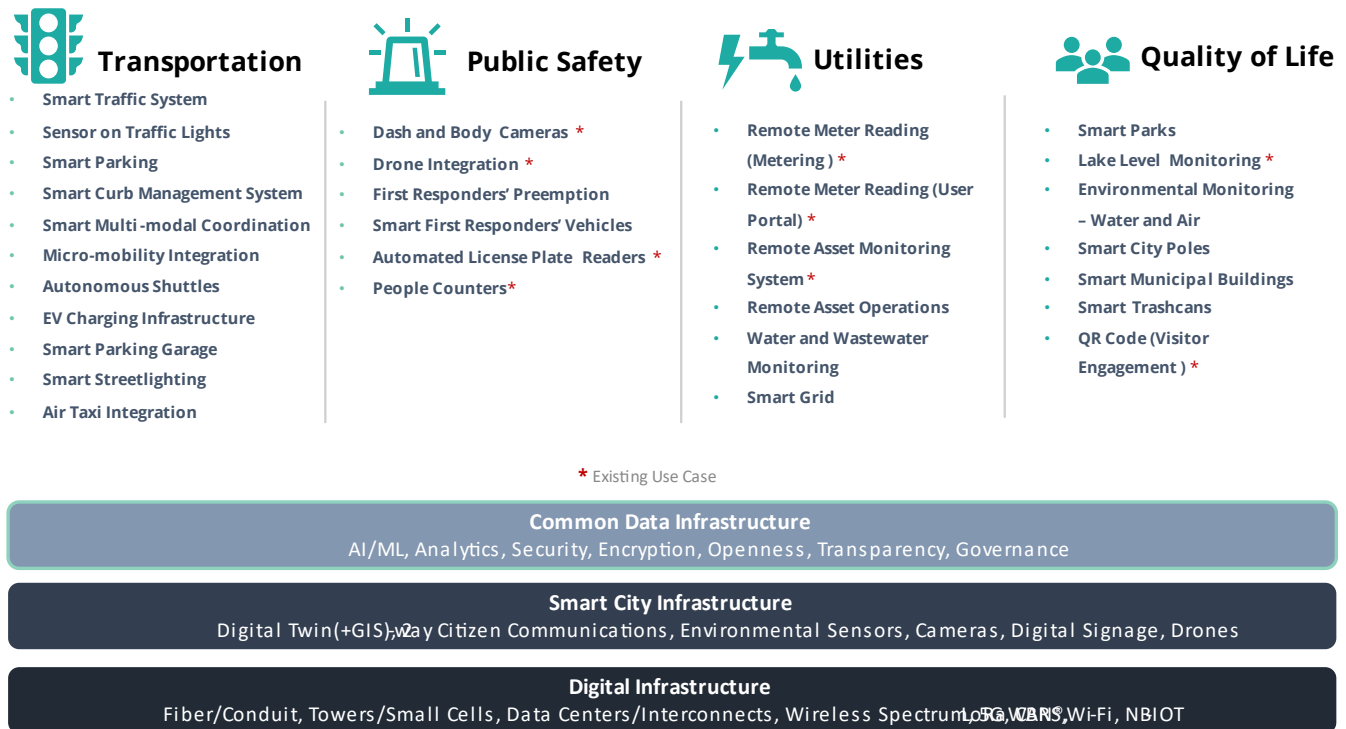 Transportation
• Smart Traffic System
• Sensor on Traffic Lights
• Smart Parking
• Smart Curb Management System
• Smart Multi-modal Coordination
• Micro-mobility Integration
• Autonomous Shuttles
• EV Charging Infrastructure
• Smart Parking Garage
• Smart Streetlighting
• Air Taxi Integration
Public Safety
• Dash and Body Cameras *
• Drone Integration *
• First Responders’ Preemption
• Smart First Responders’ Vehicles
• Automated License Plate Readers *
• People Counters*
Utilities
• Remote Meter Reading
(Metering) *
• Remote Meter Reading (User
Portal) *
• Remote Asset Monitoring
System *
• Remote Asset Operations
• Water and Wastewater
Monitoring
• Smart Grid
Quality of Life
• Smart Parks
• Lake Level Monitoring *
• Environmental Monitoring
– Water and Air
• Smart City Poles
• Smart Municipal Buildings
• Smart Trashcans
• QR Code (Visitor
Engagement) *
* Existing Use Case
Common Data Infrastructure
AI/ML, Analytics, Security, Encryption, Openness, Transparency, Governance
Smart City Infrastructure
Digital Twin(+GIS), 2-way Citizen Communications, Environmental Sensors, Cameras, Digital Signage, Drones
Digital Infrastructure
Fiber/Conduit, Towers/Small Cells, Data Centers/Interconnects, Wireless Spectrum, 5G, CBRS, LoRaWAN®, Wi-Fi, NB-IOT